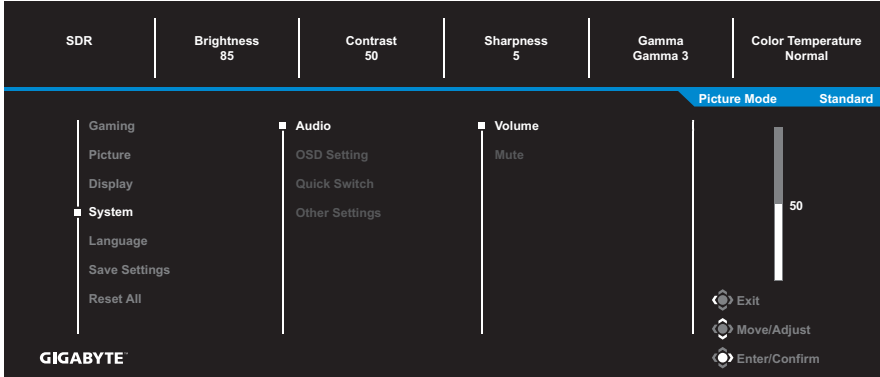 SDR Brightness Contrast Sharpness Gamma Color Temperature
85 50 5 Gamma 3 Normal
Picture Mode Standard
Gaming Audio Volume
Picture OSD Setting Mute
Display Quick Switch
System Other Settings
50
Language
Save Settings
Reset All
Exit
Move/Adjust
GIGABYTE™ Enter/Confirm